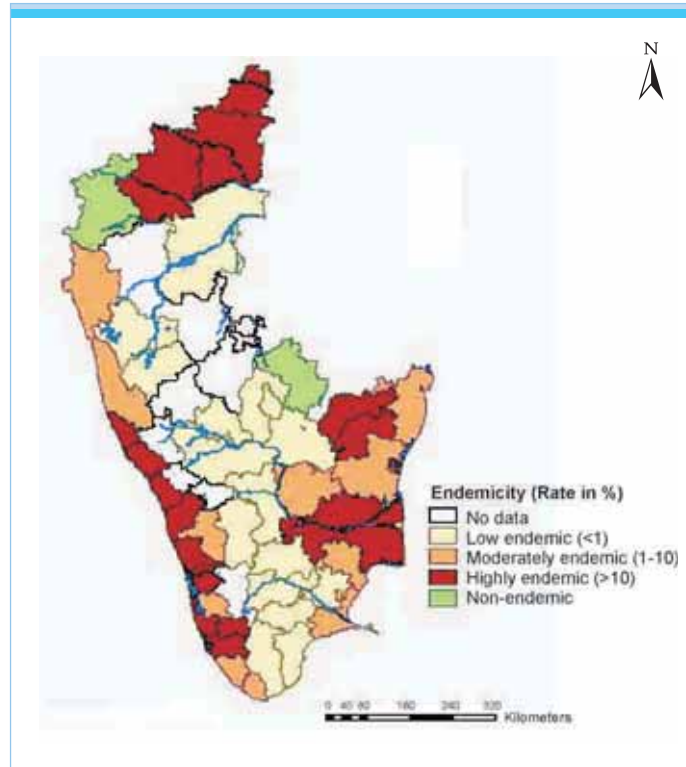 N
Endemicity (Rate in %)
No data
Low endemic (<1)
Moderately endemic (1-10)
Highly endemic (>10)
Non-endemic
0 40 80 160 240 320
Kilometers